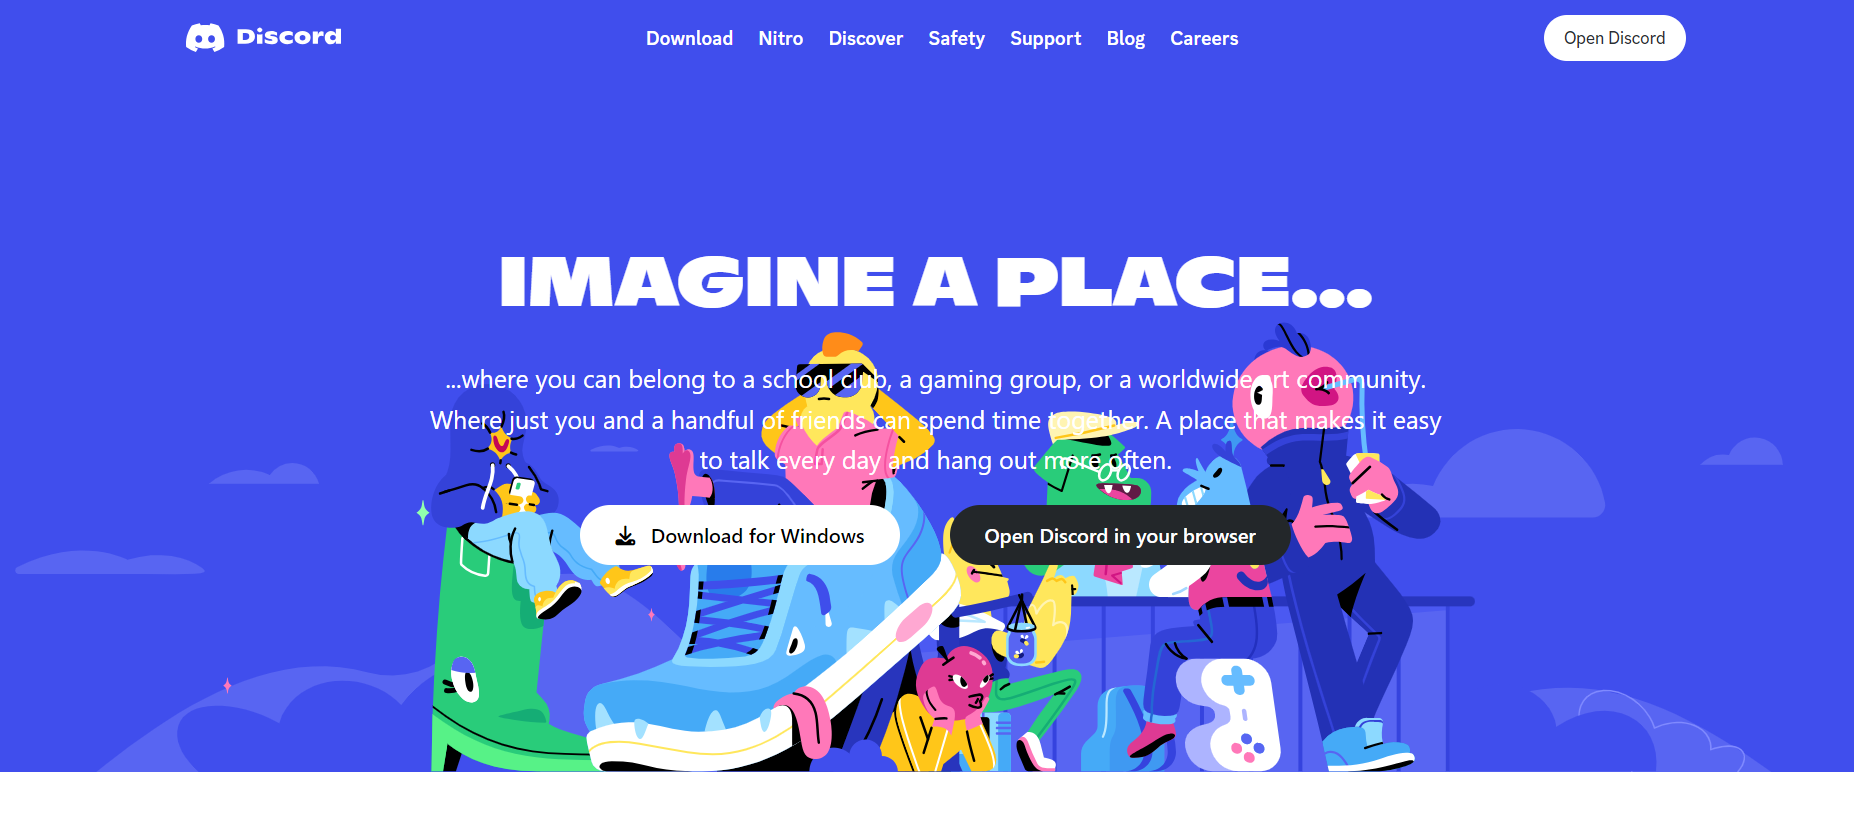 Discord
Download Nitro Discover Safety Support Blog Careers
Open Discord
IMAGINE A PLACE...
...where you can belong to a school club, a gaming group, or a worldwide art community.
Where just you and a handful of friends can spend time together. A place that makes it easy
to talk every day and hang out more often.
Download for Windows
Open Discord in your browser